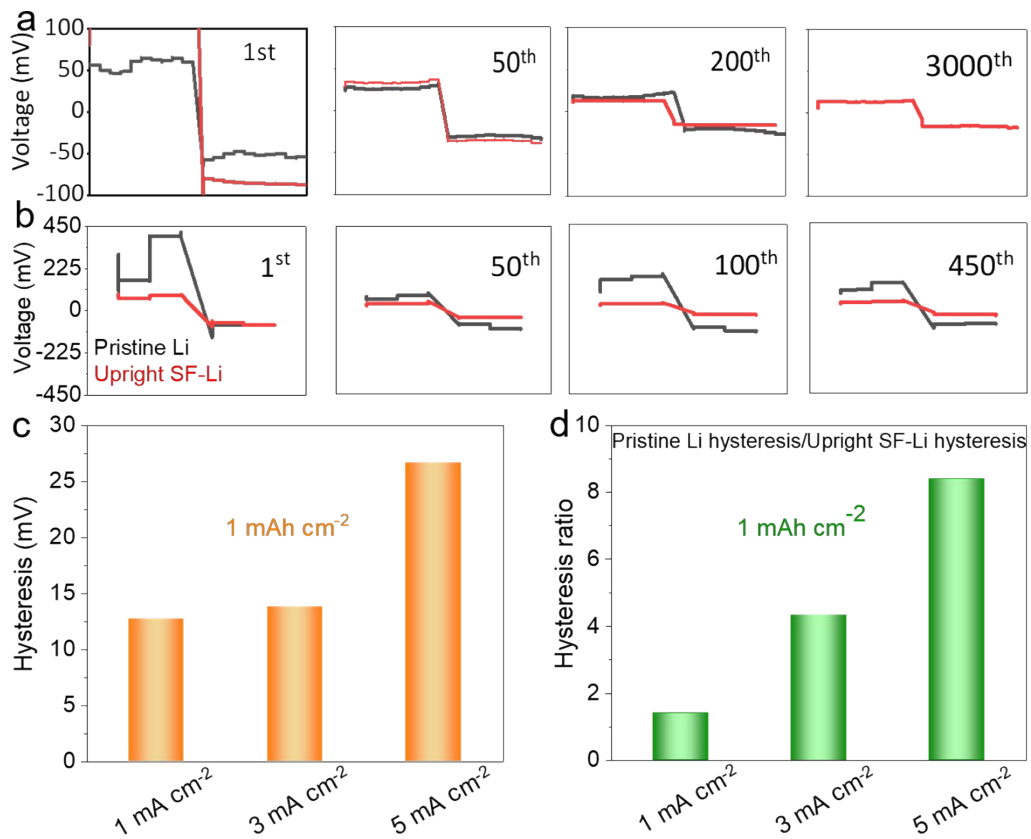 a
Voltage (mV)
100
50
0
-50
-100
1st
50th
200th
3000th
b
Voltage (mV)
450
225
0
-225
-450
1st
50th
100th
450th
Pristine Li
Upright SF-Li
c
Hysteresis (mV)
30
25
20
15
10
5
0
1 mAh cm-2
1 mA cm-2
3 mA cm-2
5 mA cm-2
d
Hysteresis ratio
10
8
6
4
2
0
Pristine Li hysteresis/Upright SF-Li hysteresis
1 mAh cm-2
1 mA cm-2
3 mA cm-2
5 mA cm-2